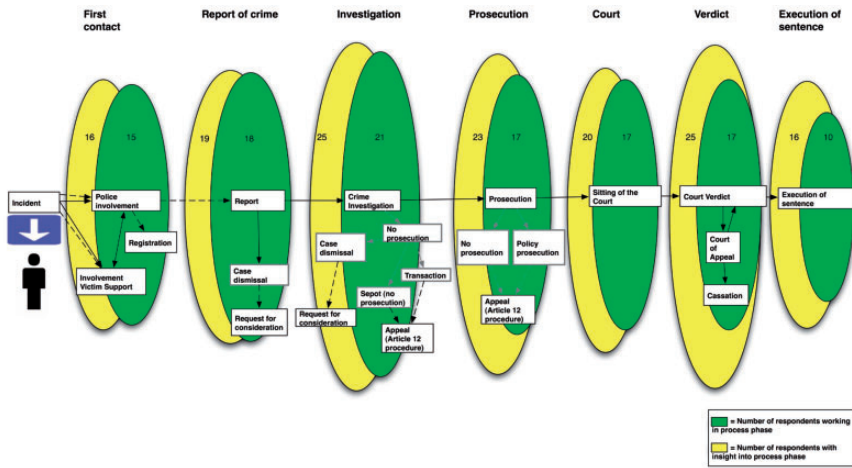 First
contact
Report of crime
Investigation
Prosecution
Court
Verdict
Execution of
sentence
16
15
19
18
25
21
23
17
20
17
25
17
16
10
Incident
Police
involvement
Registration
Involvement
Victim Support
Report
Case
dismissal
Request for
consideration
Crime
Investigation
Case
dismissal
No
prosecution
Transaction
Sepot (no
prosecution)
Request for
consideration
Appeal
(Article 12
procedure)
Prosecution
No
prosecution
Policy
prosecution
Appeal
(Article 12
procedure)
Sitting of the
Court
Court Verdict
Court
of
Appeal
Cassation
Execution of
sentence
= Number of respondents working
in process phase
= Number of respondents with
insight into process phase